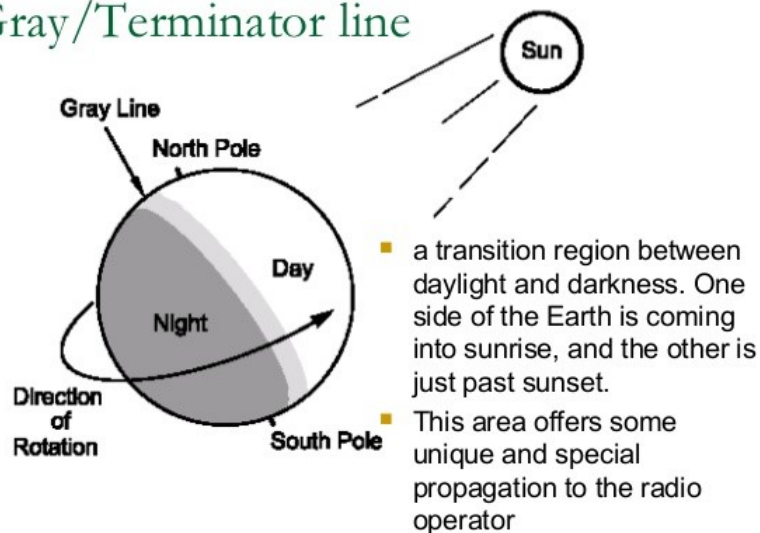 Gray/Terminator line
Sun
Gray Line
North Pole
Day
Night
Direction
of
Rotation
South Pole
a transition region between
daylight and darkness. One
side of the Earth is coming
into sunrise, and the other is
just past sunset.
This area offers some
unique and special
propagation to the radio
operator